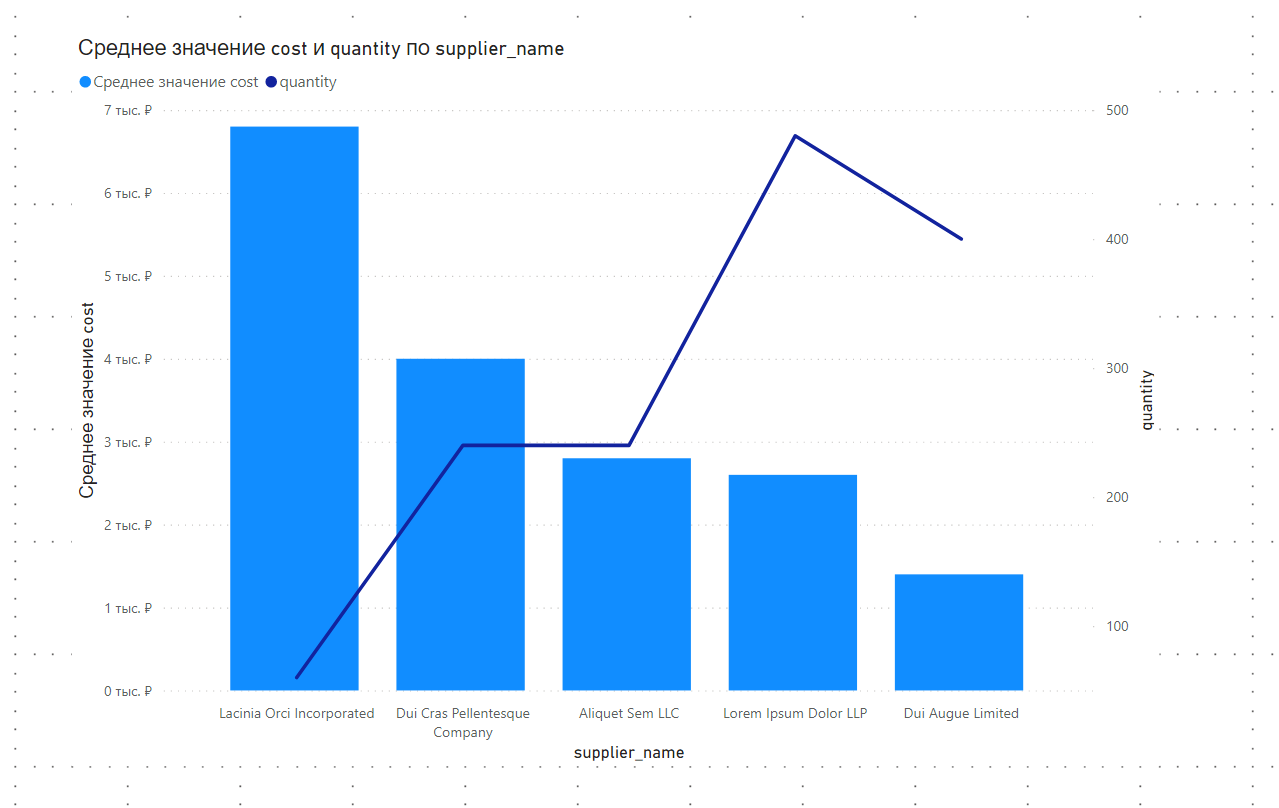 Среднее значение cost и quantity по supplier_name
Среднее значение cost quantity
7 тыс. ₽
6 тыс. ₽
5 тыс. ₽
4 тыс. ₽
3 тыс. ₽
2 тыс. ₽
1 тыс. ₽
0 тыс. ₽
Среднее значение cost
500
400
300
200
100
quantity
Lacinia Orci Incorporated
Dui Cras Pellentesque
Company
Aliquet Sem LLC
Lorem Ipsum Dolor LLP
Dui Augue Limited
supplier_name